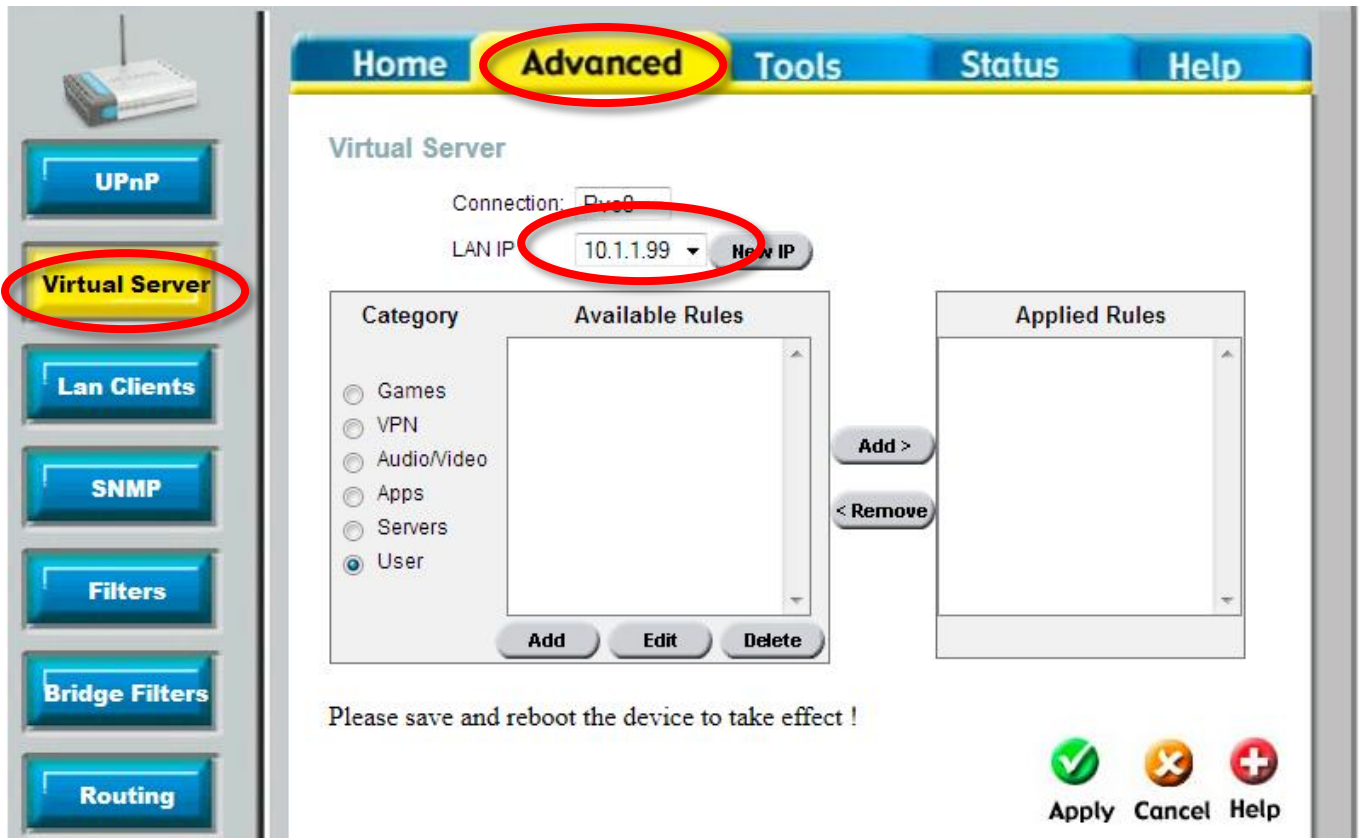 Home Advanced Tools Status Help
Virtual Server
UPnP
Connection: Pvc0
LAN IP 10.1.1.99 New IP
Virtual Server
Category Available Rules Applied Rules
Lan Clients
Games
VPN
Audio/Video
Add >
Apps
SNMP
< Remove
Servers
User
Filters
Add Edit Delete
Bridge Filters
Please save and reboot the device to take effect !
Routing
Apply Cancel Help